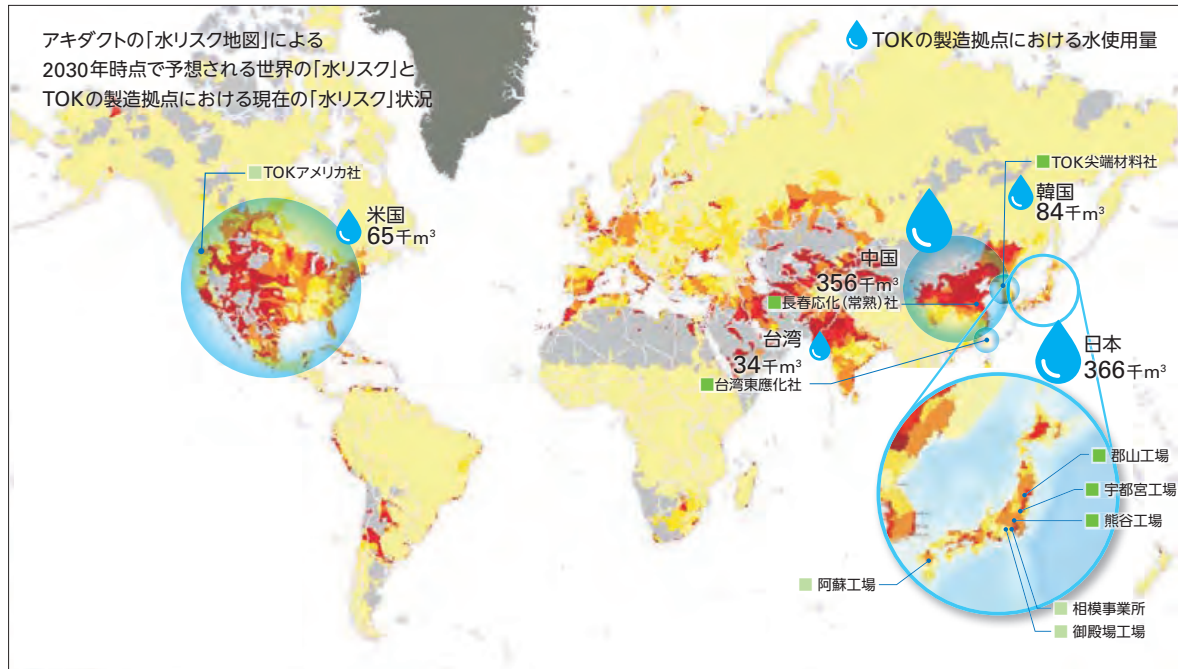 アキダクトの「水リスク地図」による
2030年時点で予想される世界の「水リスク」と
TOKの製造拠点における現在の「水リスク」状況
TOKの製造拠点における水使用量
TOKアメリカ社
米国
65千m³
TOK尖端材料社
韓国
84千m³
中国
356千m³
長春応化(常熟)社
台湾
34千m³
台湾東應化社
日本
366千m³
郡山工場
宇都宮工場
熊谷工場
阿蘇工場
相模事業所
御殿場工場